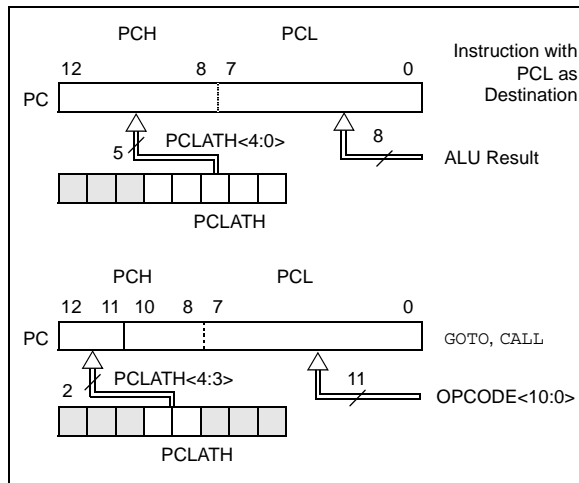 PCH PCL
12 8 7 0
Instruction with
PCL as
Destination
PC
5 PCLATH<4:0> 8
ALU Result
PCLATH
PCH PCL
12 11 10 8 7 0
PC GOTO, CALL
2 PCLATH<4:3> 11
OPCODE<10:0>
PCLATH